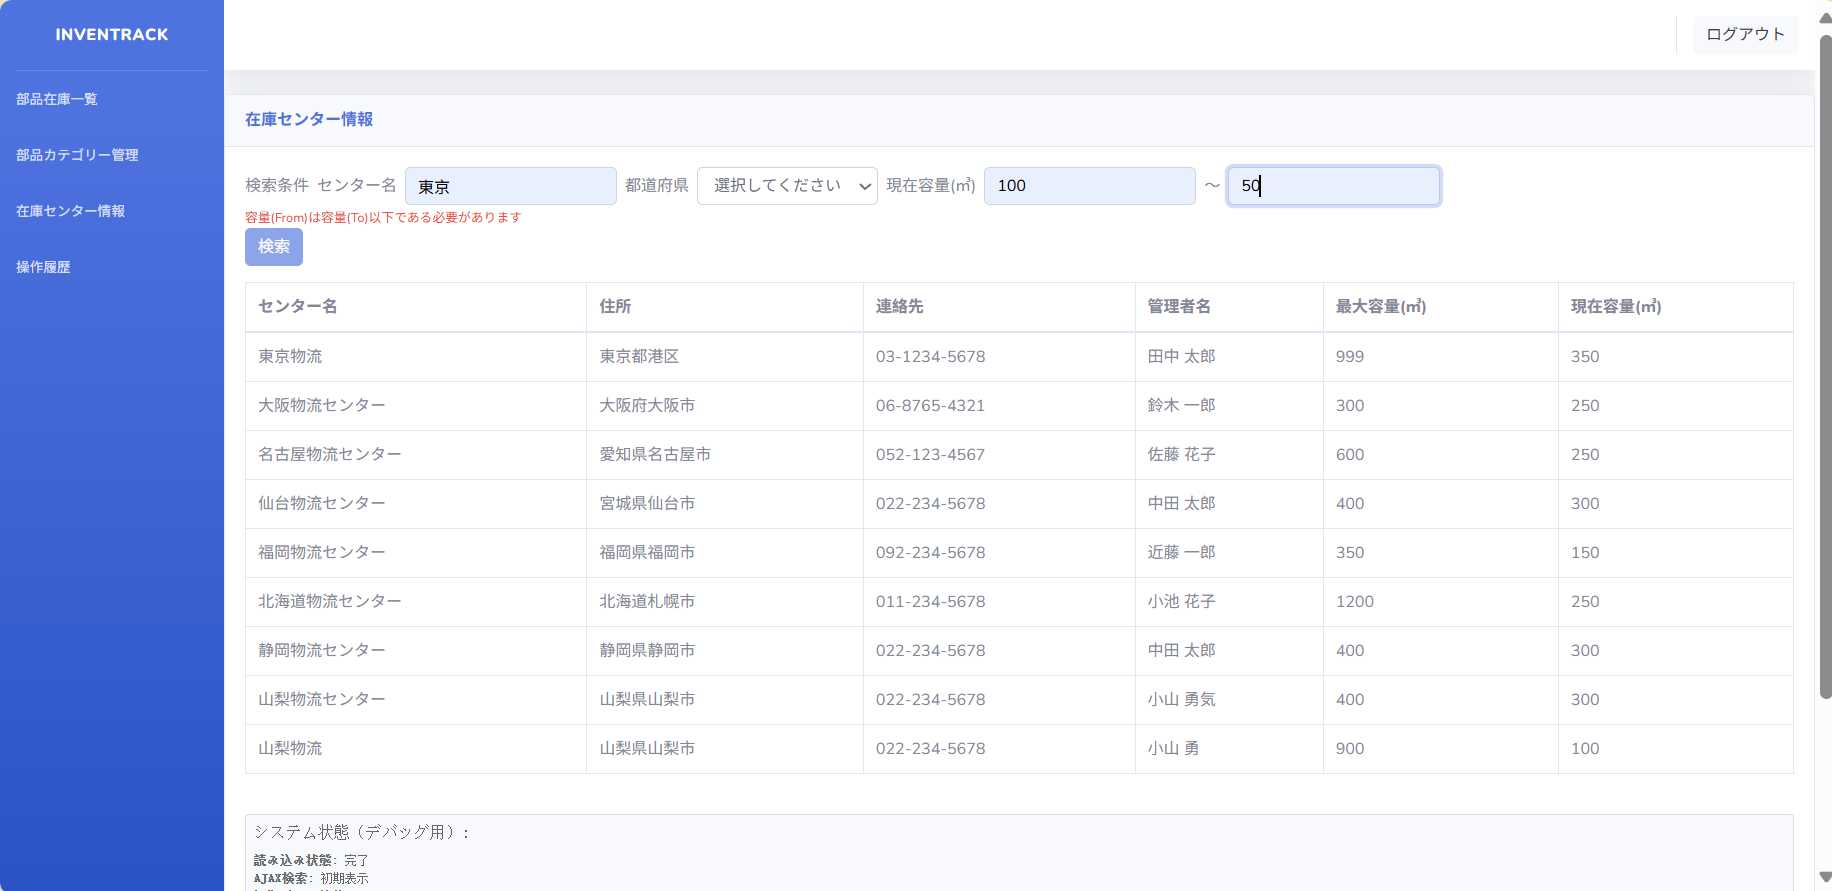 INVENTRACK
ログアウト
部品在庫一覧
部品カテゴリー管理
在庫センター情報
操作履歴
在庫センター情報
検索条件 センター名 東京 都道府県 選択してください 現在容量(㎥) 100 ～ 50
容量(From)は容量(To)以下である必要があります
検索
センター名 住所 連絡先 管理者名 最大容量(㎥) 現在容量(㎥)
東京物流 東京都港区 03-1234-5678 田中 太郎 999 350
大阪物流センター 大阪府大阪市 06-8765-4321 鈴木 一郎 300 250
名古屋物流センター 愛知県名古屋市 052-123-4567 佐藤 花子 600 250
仙台物流センター 宮城県仙台市 022-234-5678 中田 太郎 400 300
福岡物流センター 福岡県福岡市 092-234-5678 近藤 一郎 350 150
北海道物流センター 北海道札幌市 011-234-5678 小池 花子 1200 250
静岡物流センター 静岡県静岡市 022-234-5678 中田 太郎 400 300
山梨物流センター 山梨県山梨市 022-234-5678 小山 勇気 400 300
山梨物流 山梨県山梨市 022-234-5678 小山 勇 900 100
システム状態（デバッグ用）:
読み込み状態: 完了
AJAX検索: 初期表示